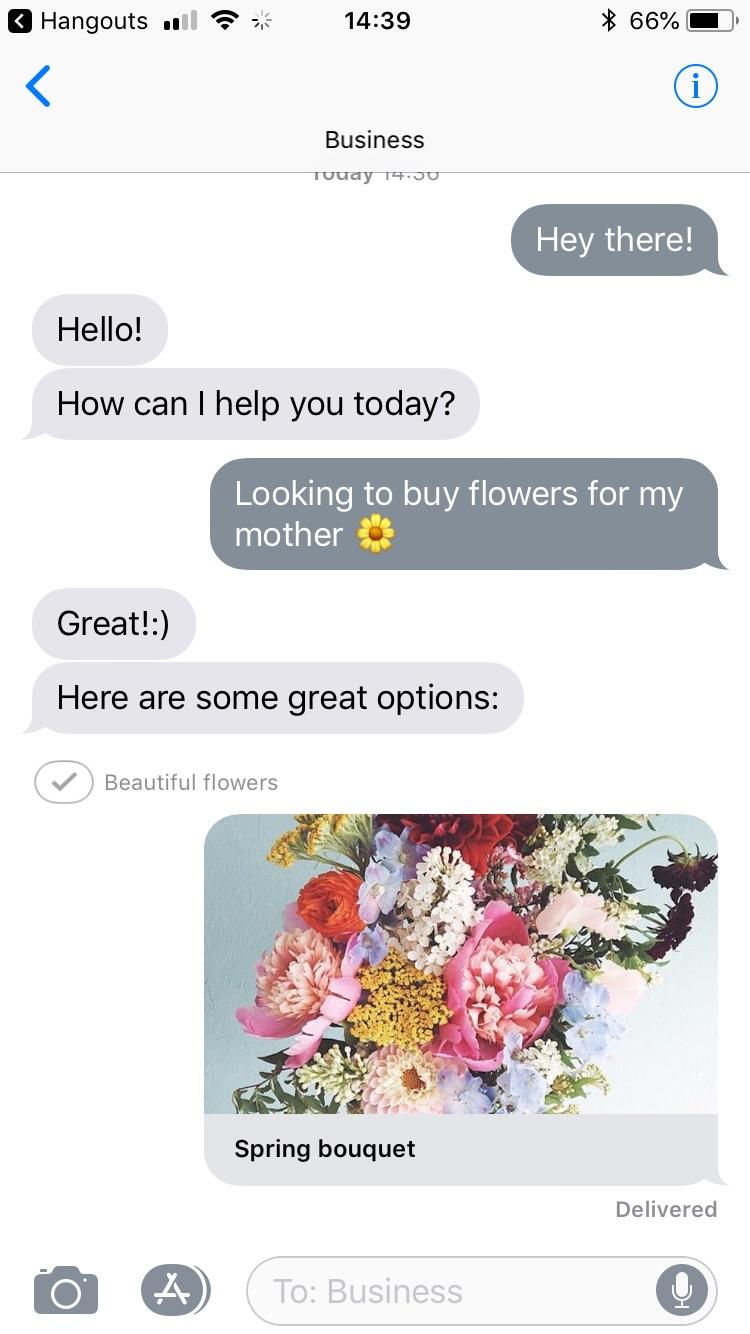 Hangouts 14:39 66%
Business
Today 14:36
Hey there!
Hello!
How can I help you today?
Looking to buy flowers for my
mother 🌼
Great!:)
Here are some great options:
Beautiful flowers
Spring bouquet
Delivered
To: Business